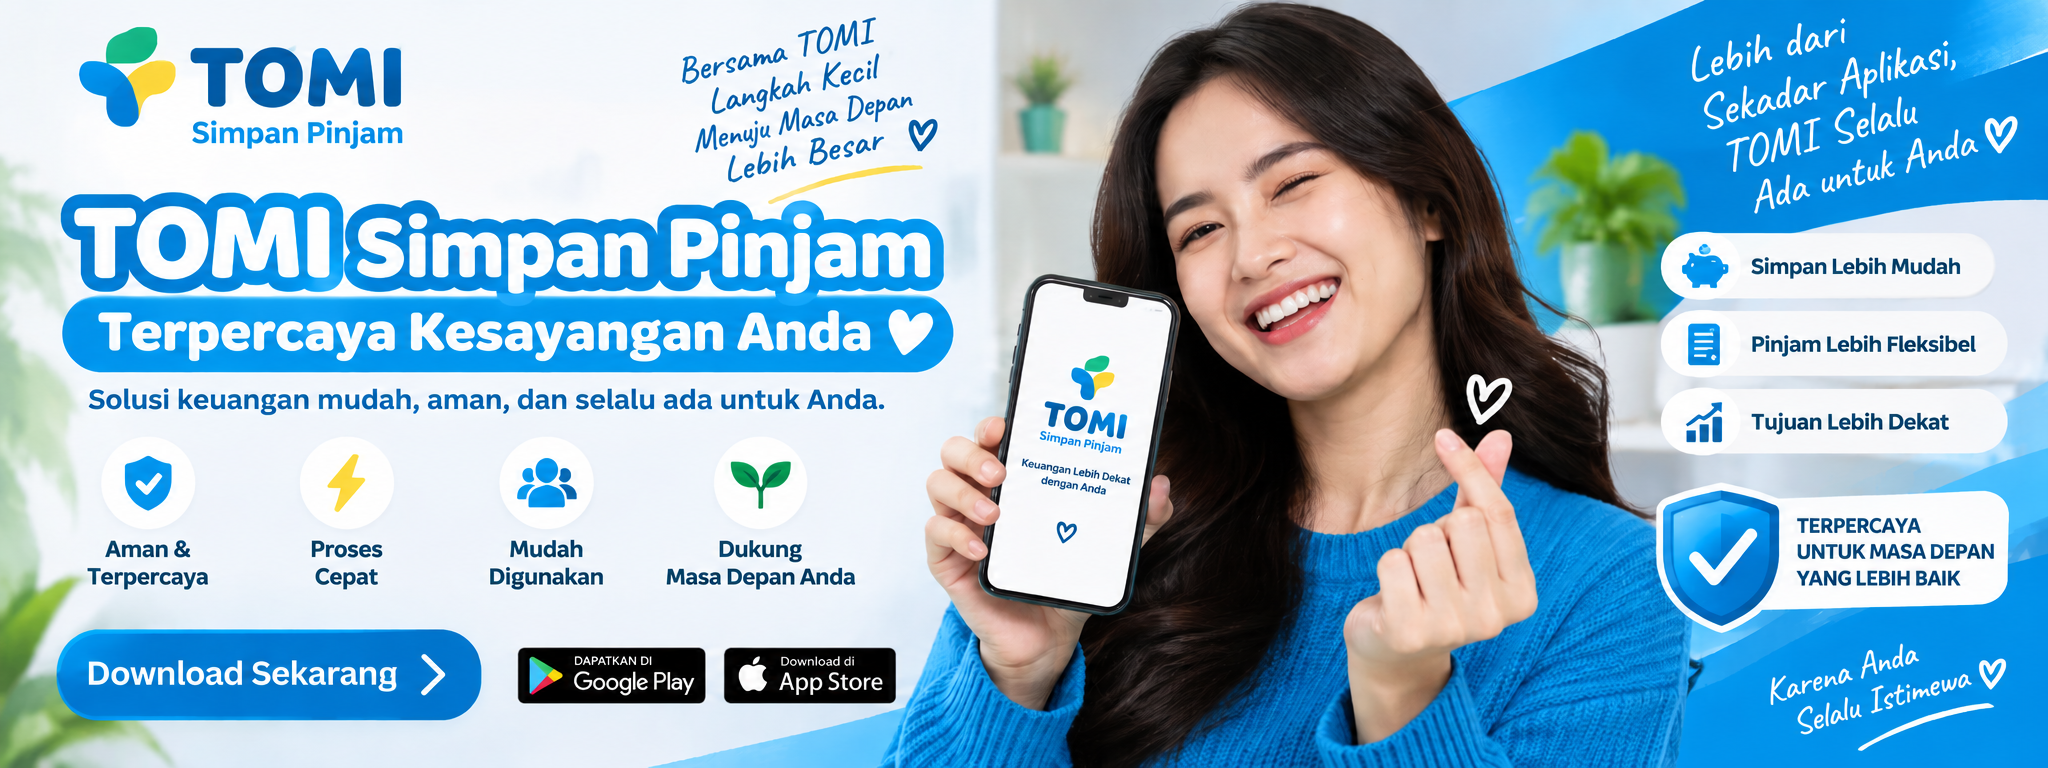 TOMI
Simpan Pinjam
Bersama TOMI
Langkah Kecil
Menuju Masa Depan
Lebih Besar
TOMI Simpan Pinjam
Terpercaya Kesayangan Anda
Solusi keuangan mudah, aman, dan selalu ada untuk Anda.
Aman &
Terpercaya
Proses
Cepat
Mudah
Digunakan
Dukung
Masa Depan Anda
Download Sekarang
DAPATKAN DI
Google Play
Download di
App Store
TOMI
Simpan Pinjam
Keuangan Lebih Dekat
dengan Anda
Lebih dari
Sekadar Aplikasi,
TOMI Selalu
Ada untuk Anda
Simpan Lebih Mudah
Pinjam Lebih Fleksibel
Tujuan Lebih Dekat
TERPERCAYA
UNTUK MASA DEPAN
YANG LEBIH BAIK
Karena Anda
Selalu Istimewa